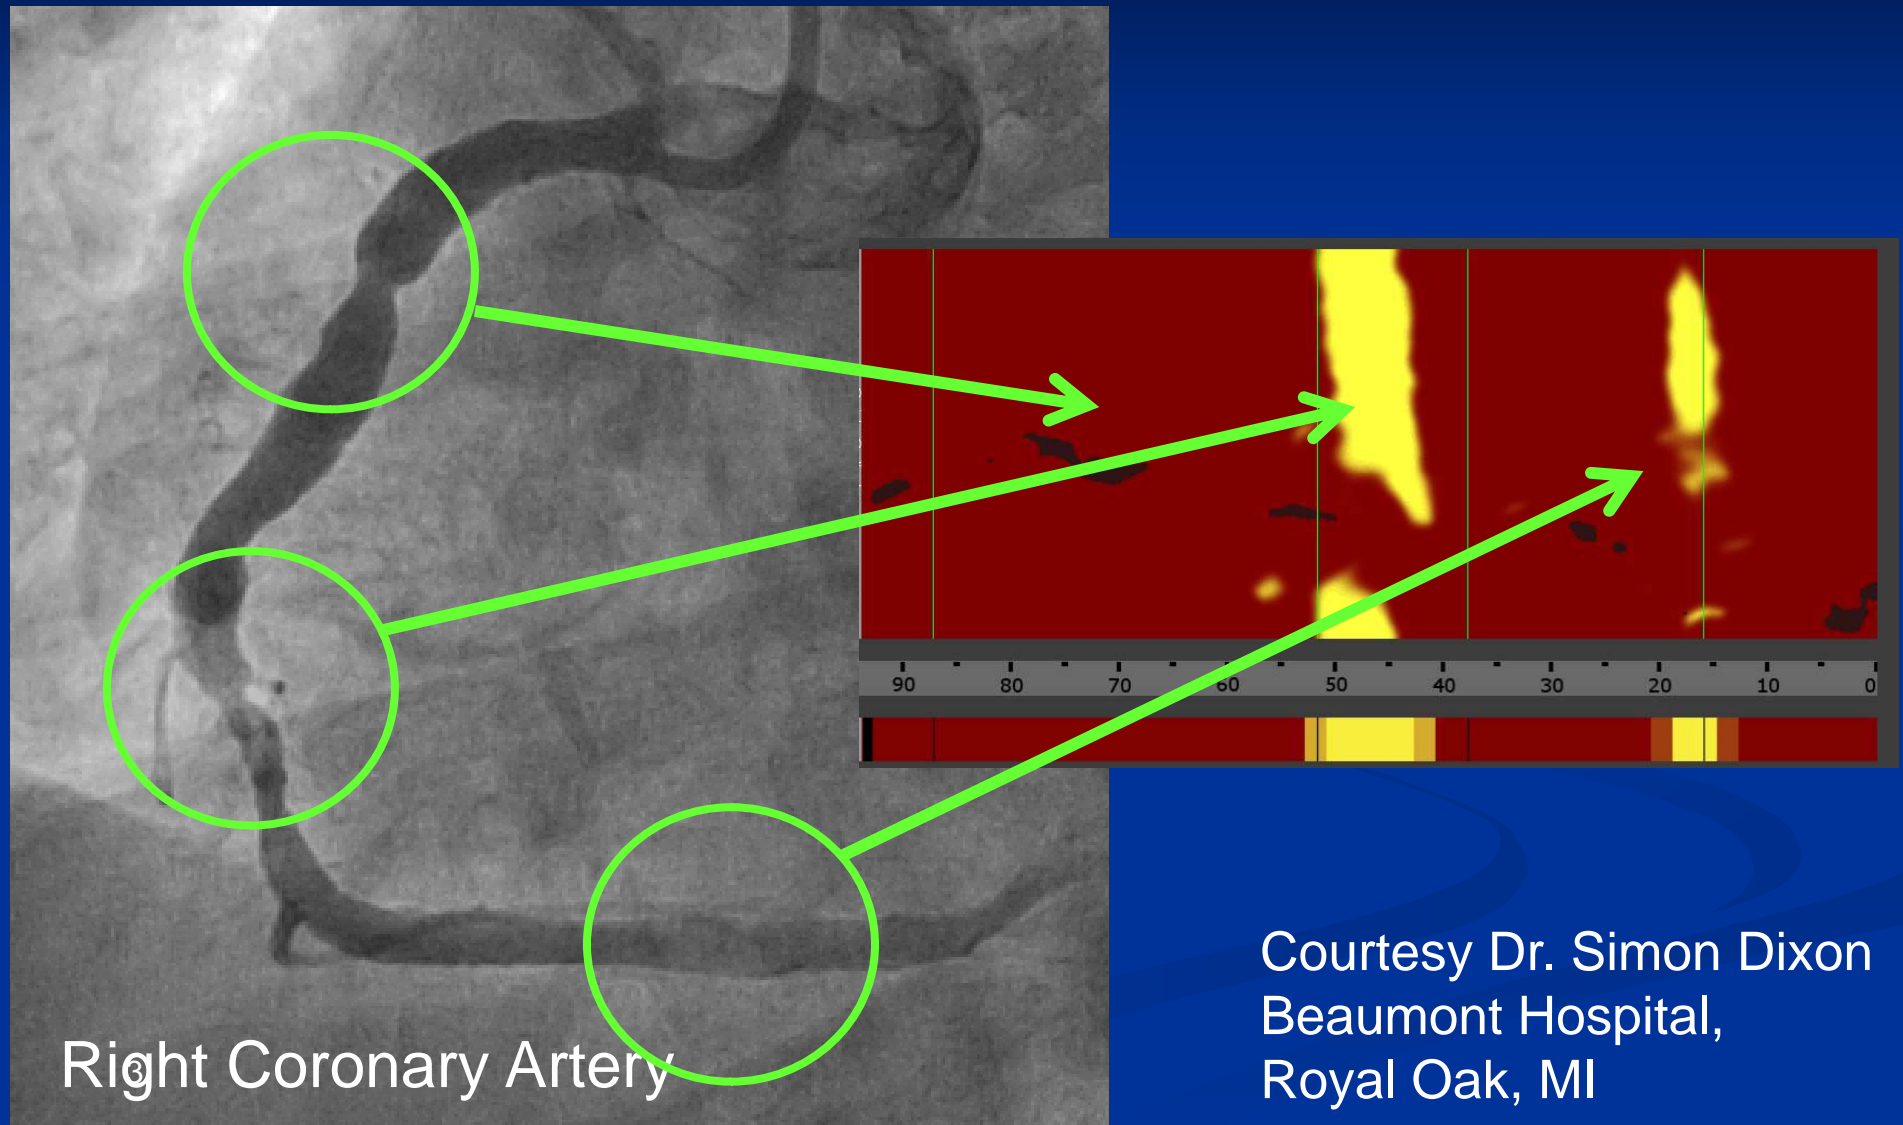 90 80 70 60 50 40 30 20 10 0
Courtesy Dr. Simon Dixon
Beaumont Hospital,
Royal Oak, MI
Right Coronary Artery
3